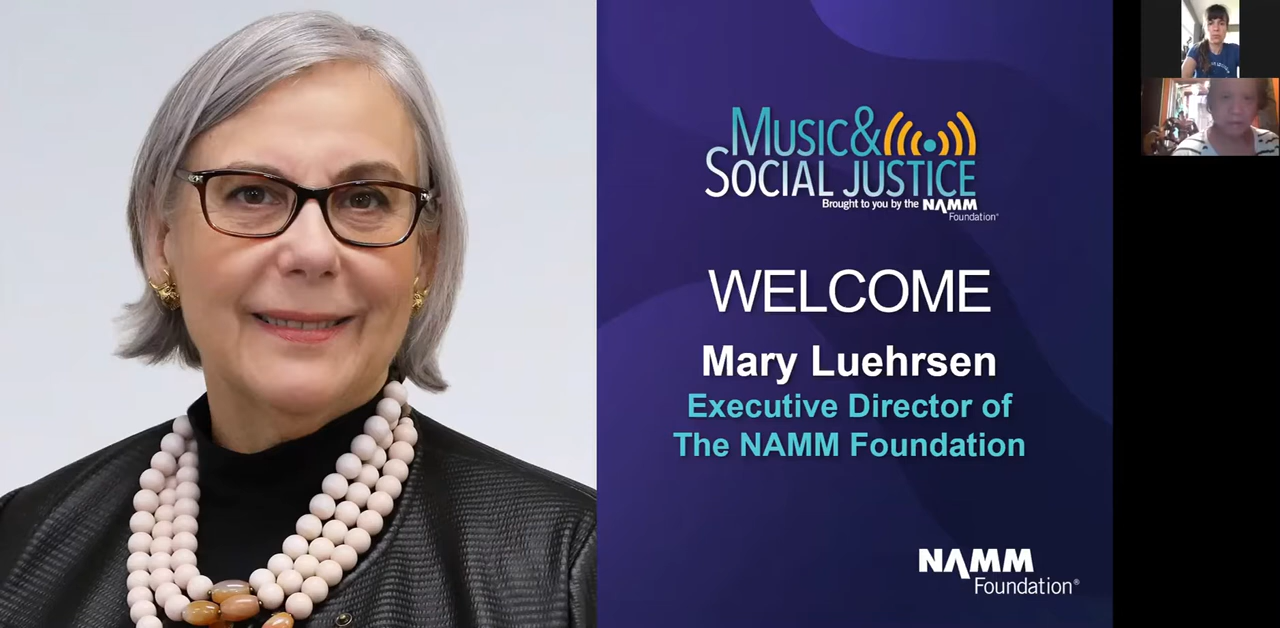 MUSIC&
SOCIAL JUSTICE
Brought to you by the NAMM
Foundation®
WELCOME
Mary Luehrsen
Executive Director of
The NAMM Foundation
NAMM
Foundation®